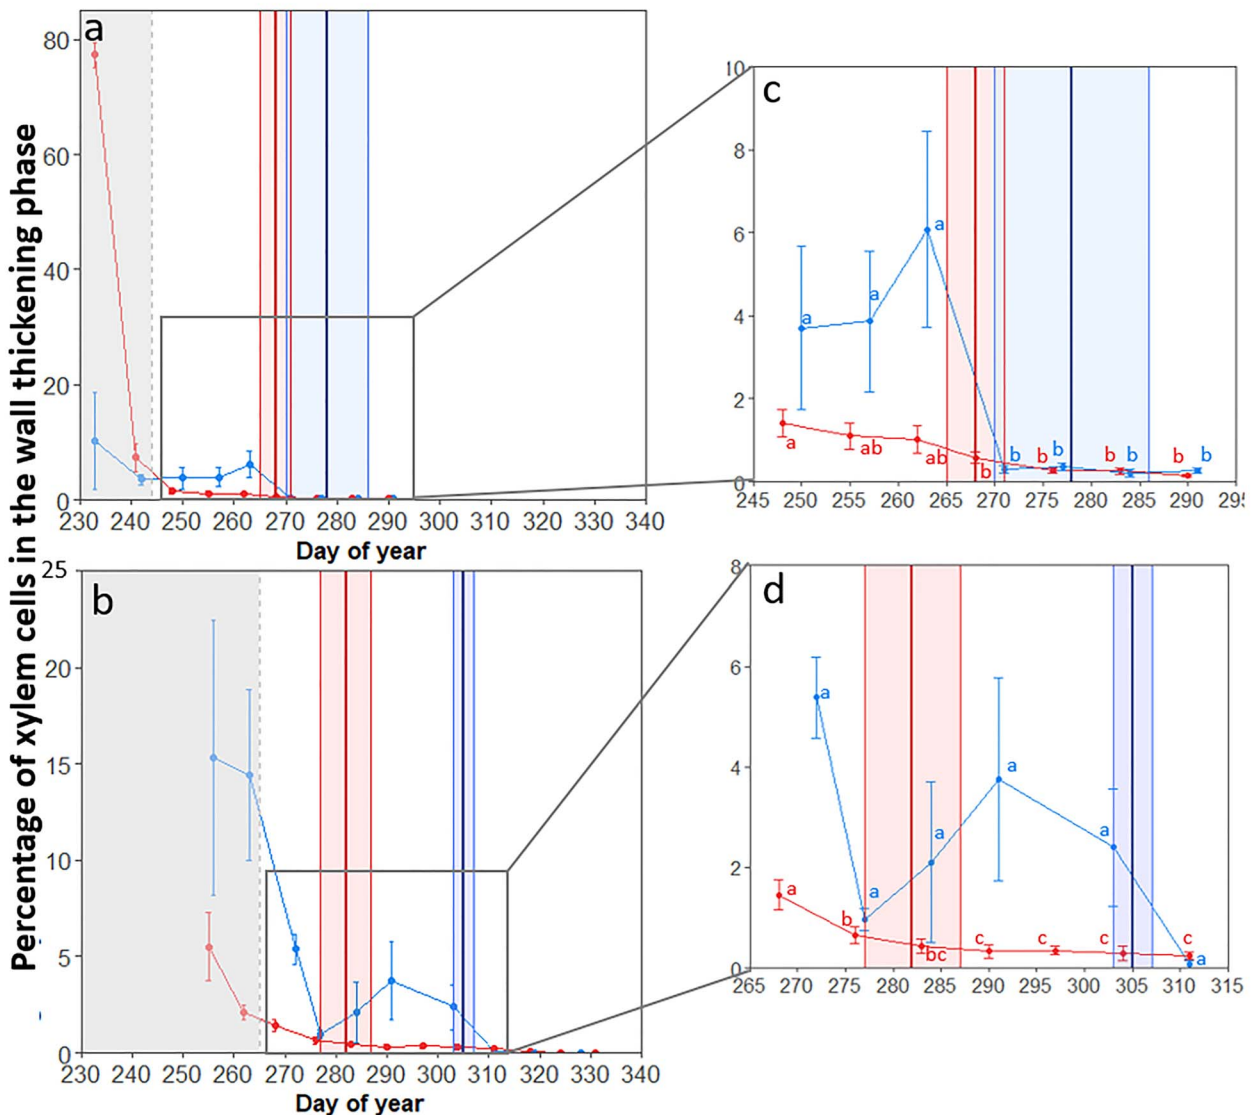 Percentage of xylem cells in the wall thickening phase
a
80
60
40
20
0
230 240 250 260 270 280 290 300 310 320 330 340
Day of year
c
10
8
6
4
2
0
a a a
a ab ab b b b b b b b b
245 250 255 260 265 270 275 280 285 290 295
b
25
20
15
10
5
0
230 240 250 260 270 280 290 300 310 320 330 340
Day of year
d
8
6
4
2
0
a a a a a a
a b bc c c c c
265 270 275 280 285 290 295 300 305 310 315